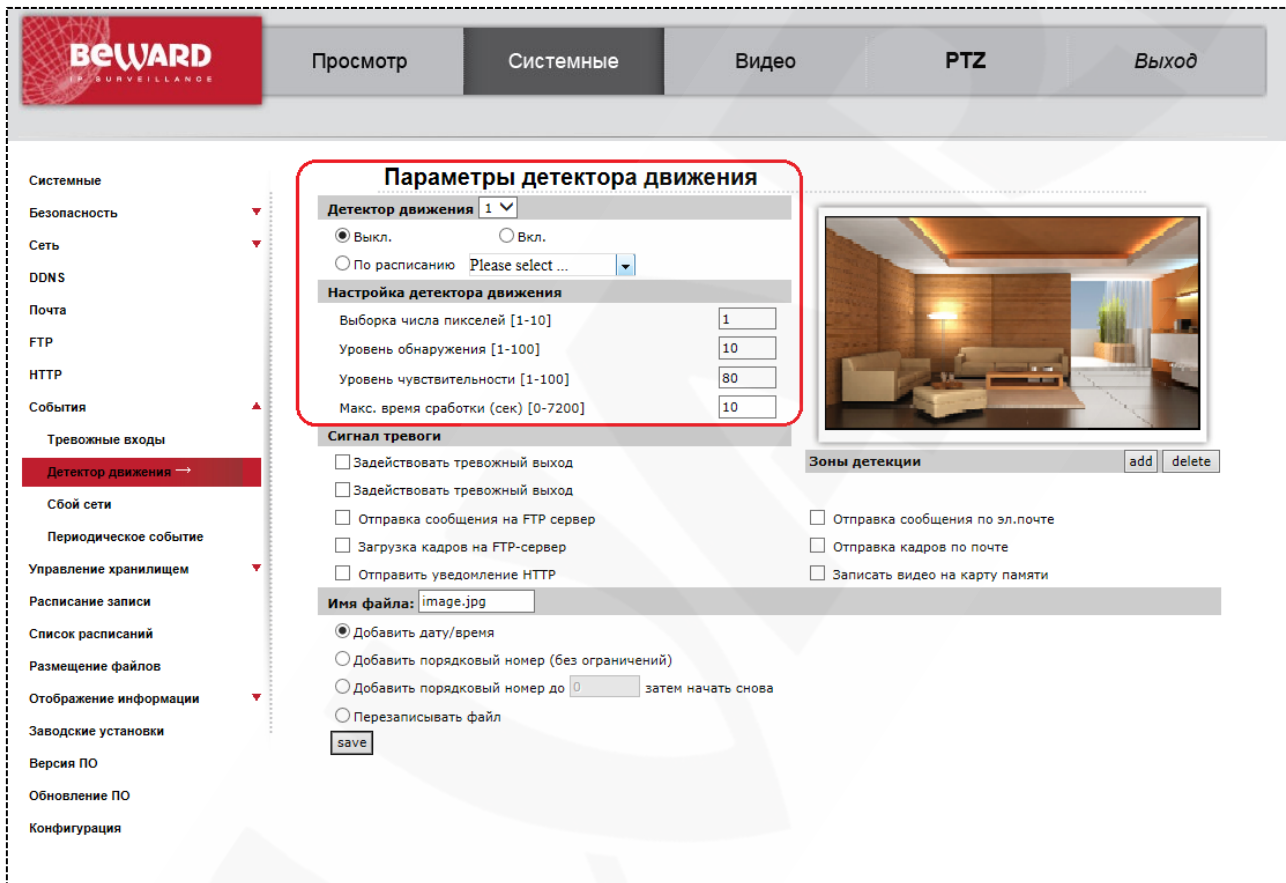 BEWARD
IP SURVEILLANCE
Просмотр
Системные
Видео
PTZ
Выход
Системные
Безопасность
Сеть
DDNS
Почта
FTP
HTTP
События
Тревожные входы
Детектор движения →
Сбой сети
Периодическое событие
Управление хранилищем
Расписание записи
Список расписаний
Размещение файлов
Отображение информации
Заводские установки
Версия ПО
Обновление ПО
Конфигурация
Параметры детектора движения
Детектор движения 1
Выкл. Вкл.
По расписанию Please select ...
Настройка детектора движения
Выборка числа пикселей [1-10] 1
Уровень обнаружения [1-100] 10
Уровень чувствительности [1-100] 80
Макс. время сработки (сек) [0-7200] 10
Сигнал тревоги
Зоны детекции add delete
Задействовать тревожный выход
Задействовать тревожный выход
Отправка сообщения на FTP сервер Отправка сообщения по эл.почте
Загрузка кадров на FTP-сервер Отправка кадров по почте
Отправить уведомление HTTP Записать видео на карту памяти
Имя файла: image.jpg
Добавить дату/время
Добавить порядковый номер (без ограничений)
Добавить порядковый номер до 0 затем начать снова
Перезаписывать файл
save